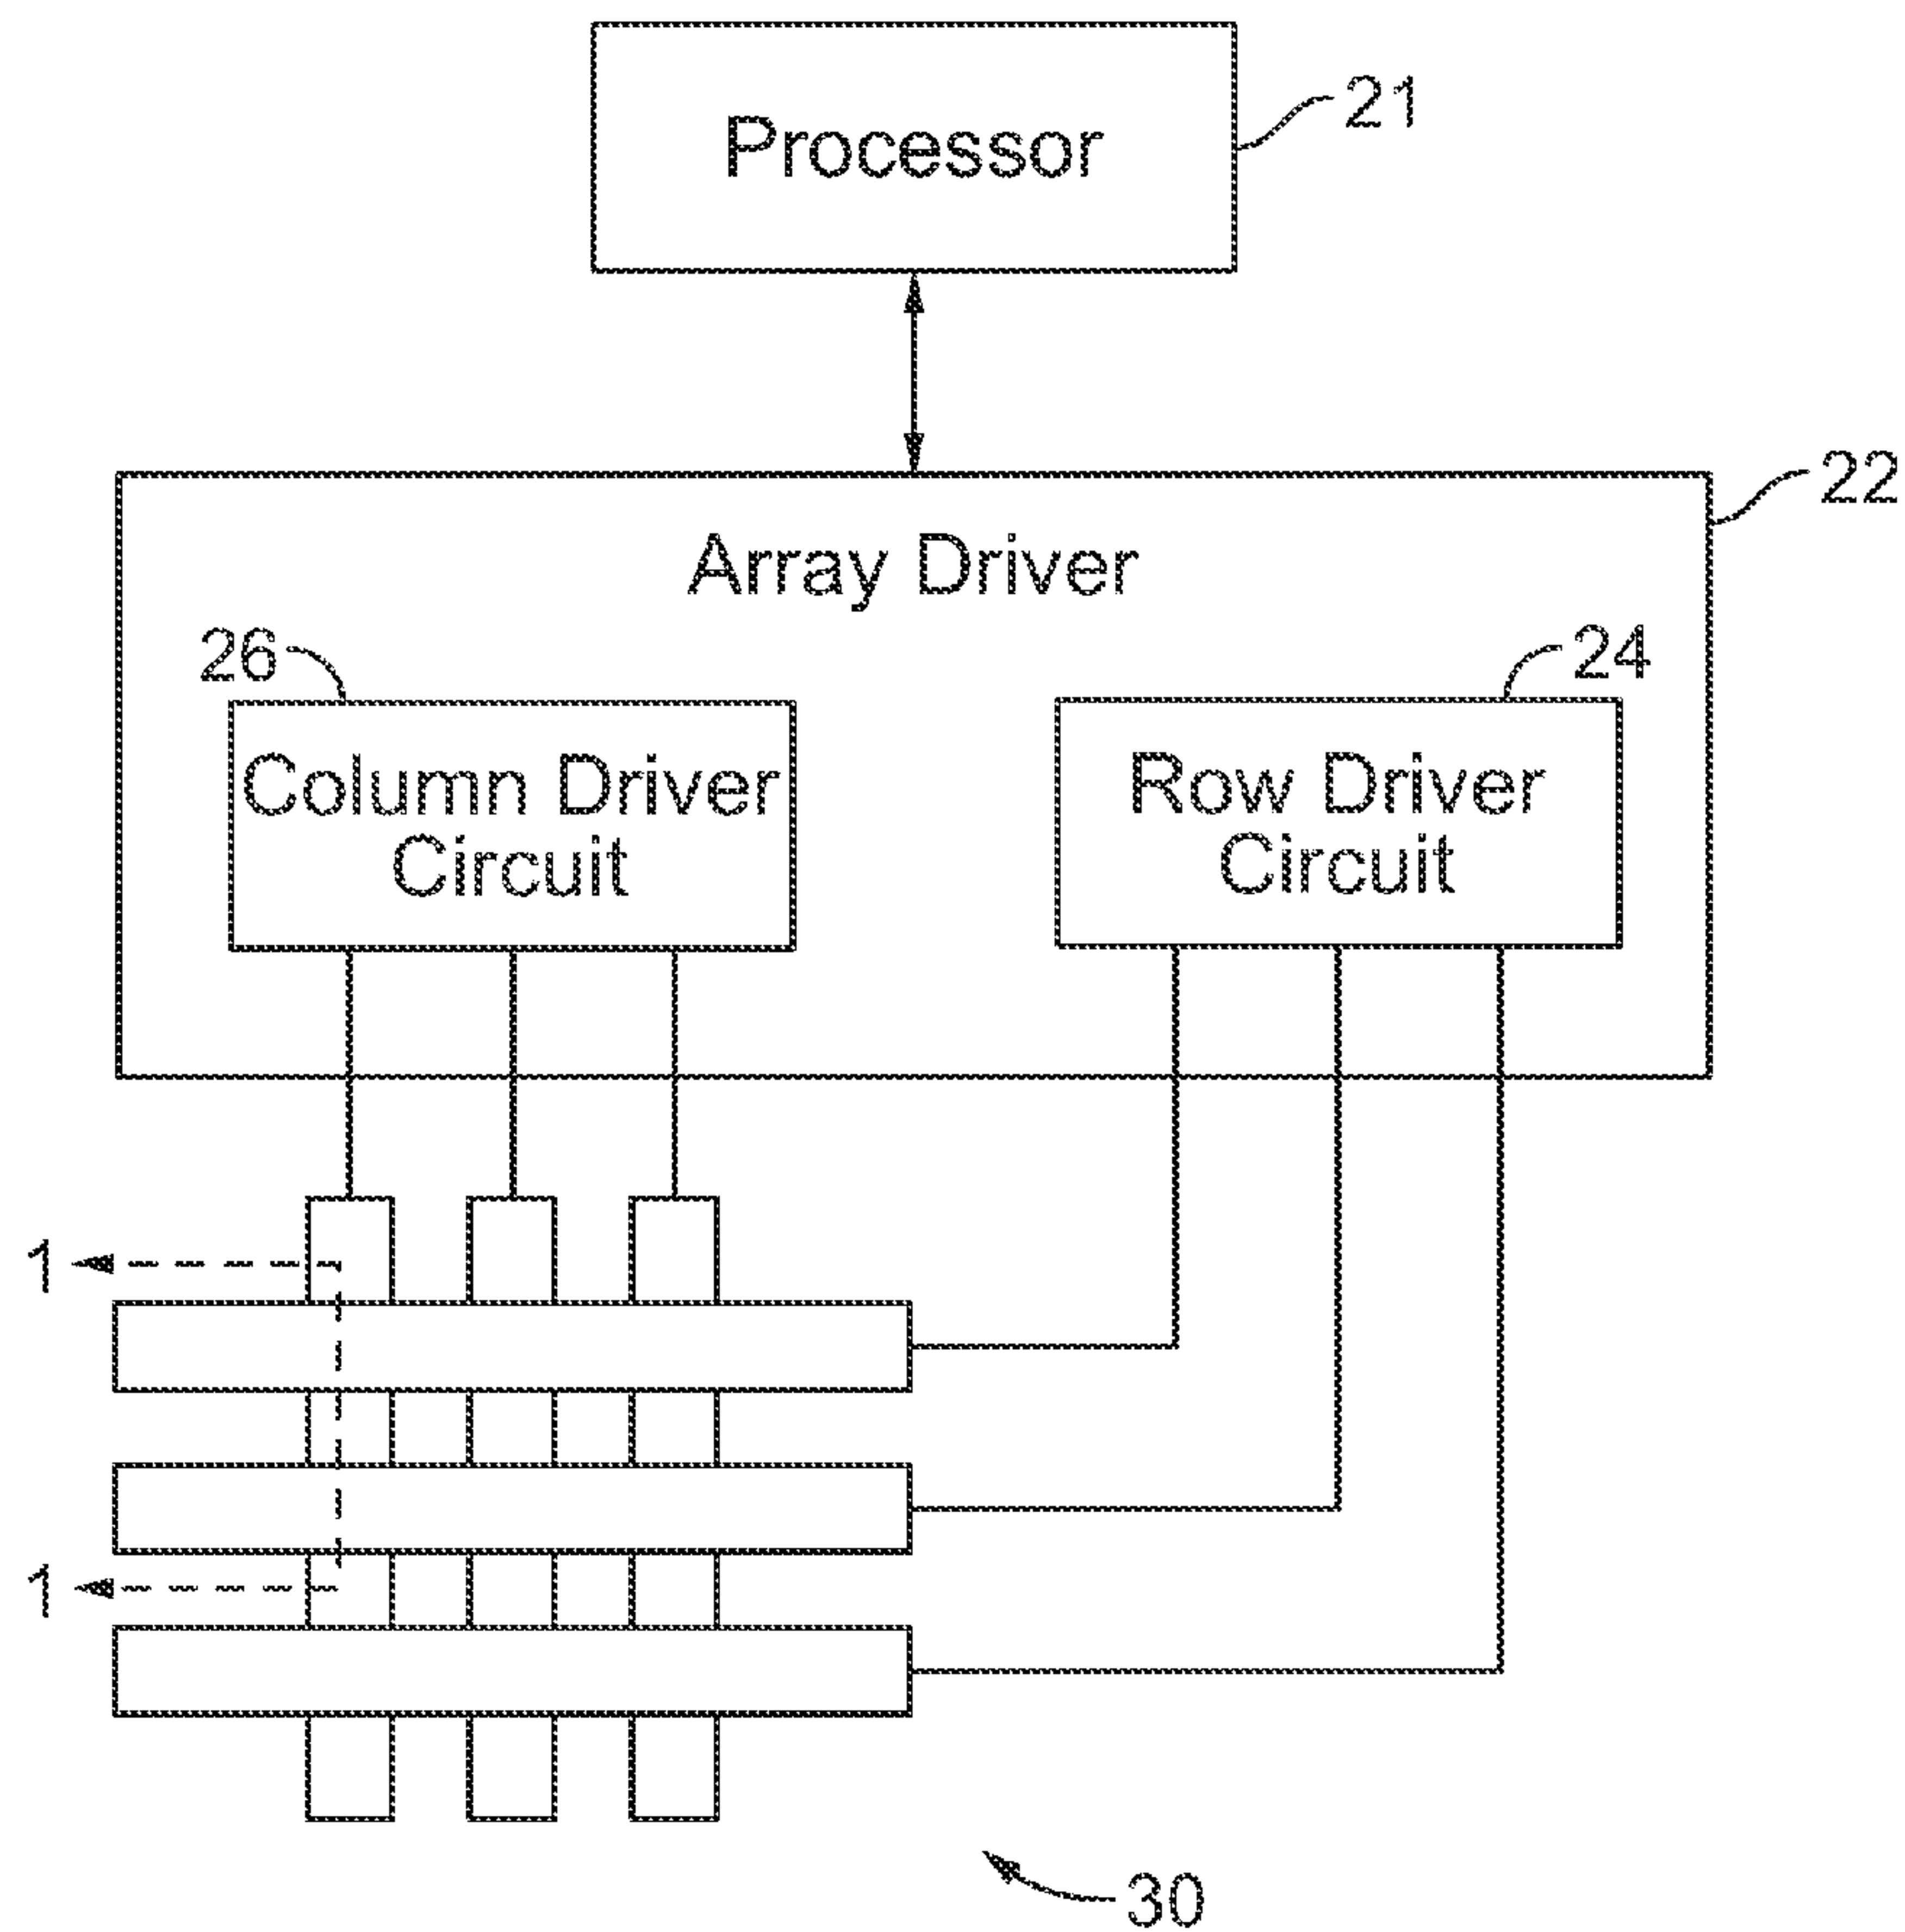 Processor
21
22
Array Driver
26
24
Column Driver
Circuit
Row Driver
Circuit
1
1
30